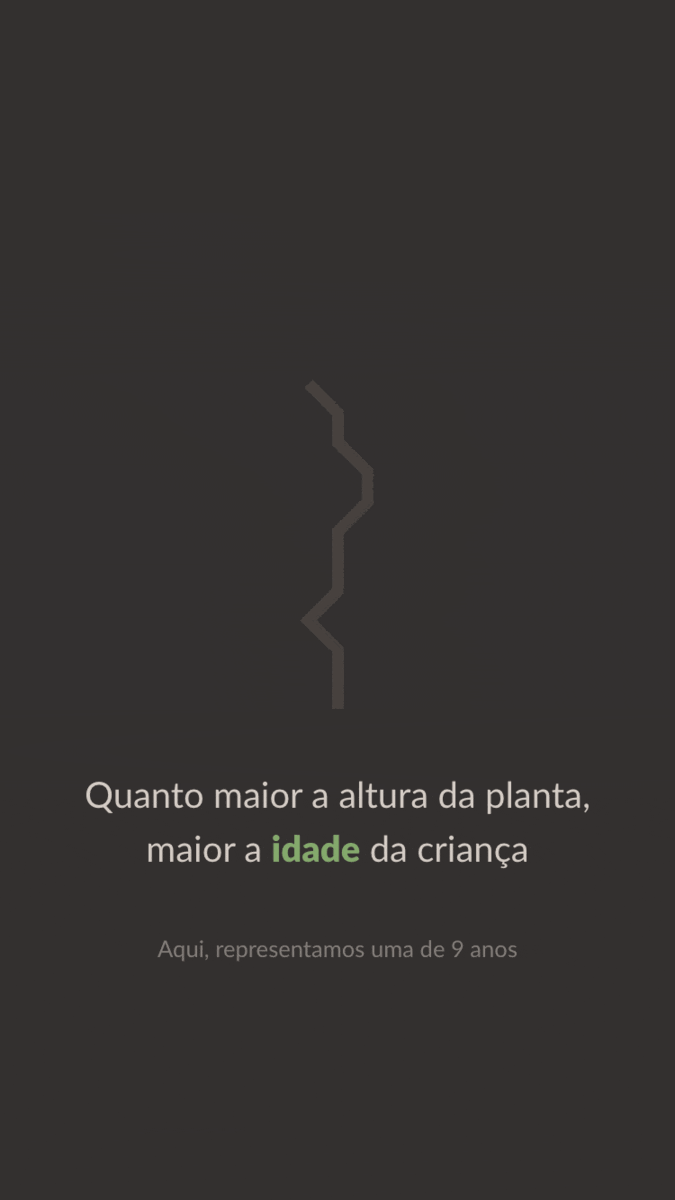 Quanto maior a altura da planta,
maior a idade da criança
Aqui, representamos uma de 9 anos